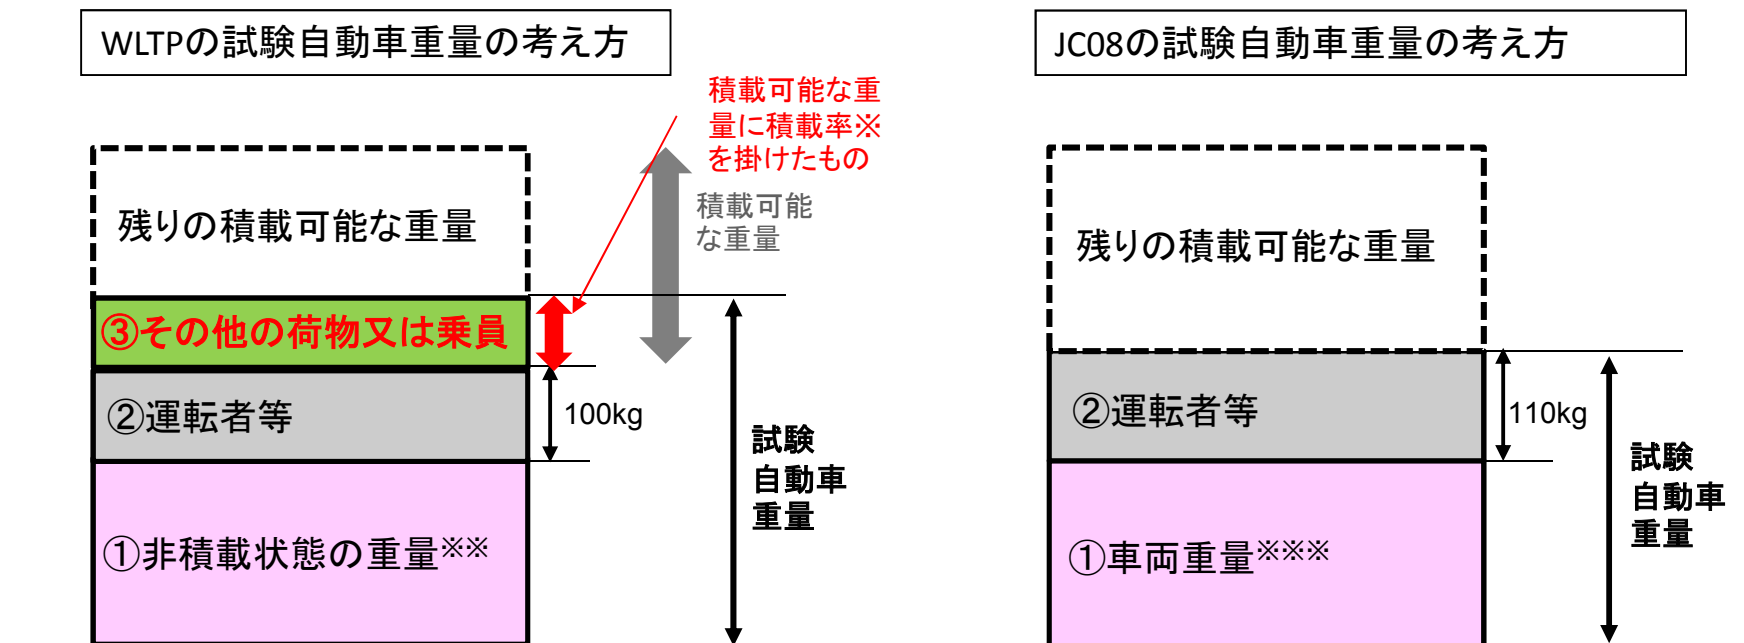 WLTPの試験自動車重量の考え方
積載可能な重
量に積載率※
を掛けたもの
積載可能
な重量
残りの積載可能な重量
③その他の荷物又は乗員
②運転者等
100kg
試験
自動車
重量
①非積載状態の重量※※
JC08の試験自動車重量の考え方
残りの積載可能な重量
②運転者等
110kg
試験
自動車
重量
①車両重量※※※